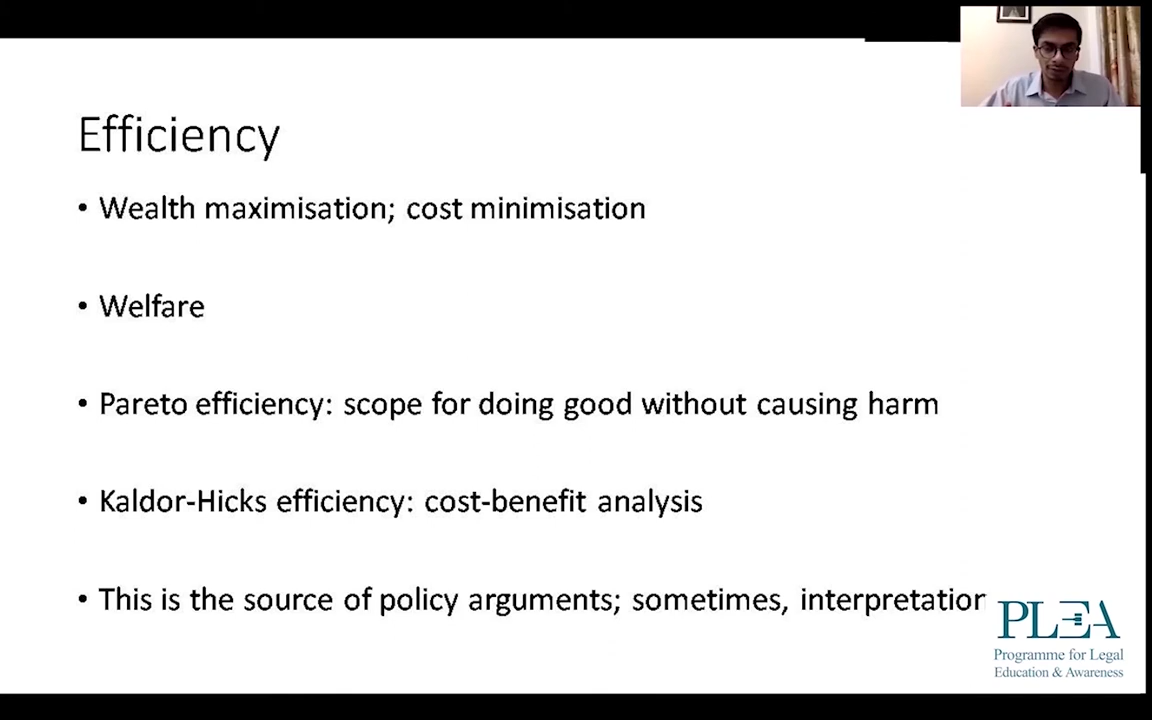 Efficiency
• Wealth maximisation; cost minimisation
• Welfare
• Pareto efficiency: scope for doing good without causing harm
• Kaldor-Hicks efficiency: cost-benefit analysis
• This is the source of policy arguments; sometimes, interpretation
PLEA
Programme for Legal
Education & Awareness